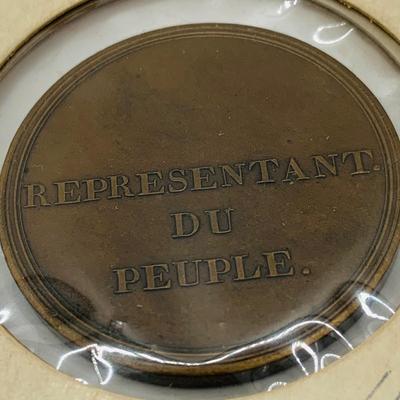 REPRESENTANT.
DU
PEUPLE.